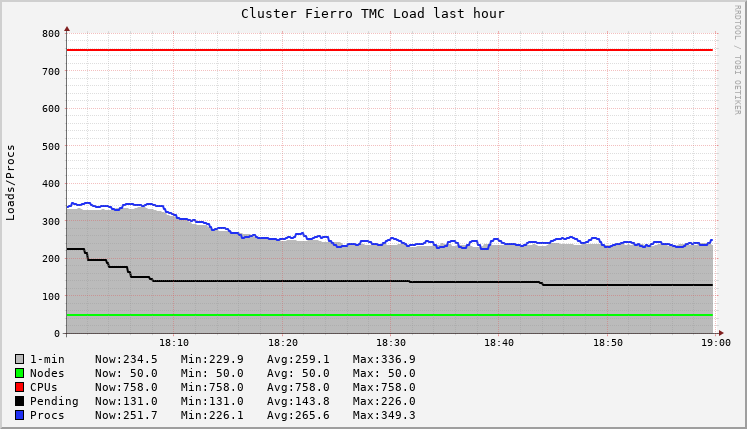 Cluster Fierro TMC Load last hour
RRDTOOL / TOBI OETIKER
Loads/Procs
800
700
600
500
400
300
200
100
0
18:10 18:20 18:30 18:40 18:50 19:00
1-min Now:234.5 Min:229.9 Avg:259.1 Max:336.9
Nodes Now: 50.0 Min: 50.0 Avg: 50.0 Max: 50.0
CPUs Now:758.0 Min:758.0 Avg:758.0 Max:758.0
Pending Now:131.0 Min:131.0 Avg:143.8 Max:226.0
Procs Now:251.7 Min:226.1 Avg:265.6 Max:349.3